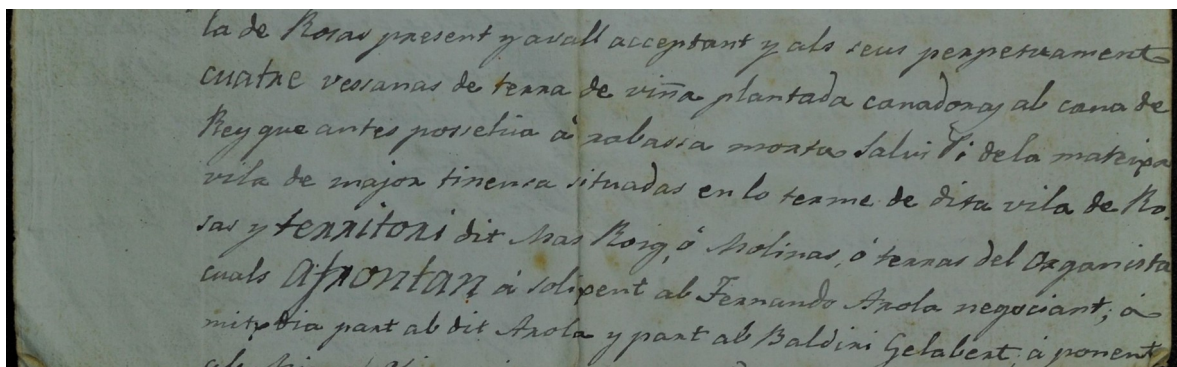 la de Rosas present y avall acceptant y als seus perpetuament
cuatre vessanas de terra de viña plantada canadoras ab cana de
Rey que antes possehia á rabassa morta Salvi Pi de la mateixa
vila de major tinensa situadas en lo terme de dita vila de Ro-
sas y territori dit Mas Roig, ó Molinas, ó terras del Organista
cuals afrontan á solixent ab Fernando Arola negociant; á
mitxdia part ab dit Arola y part ab Baldiri Gelabert; á ponent